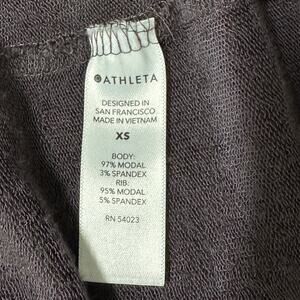 ATHLETA
DESIGNED IN
SAN FRANCISCO
MADE IN VIETNAM
XS
BODY:
97% MODAL
3% SPANDEX
RIB:
95% MODAL
5% SPANDEX
RN 54023